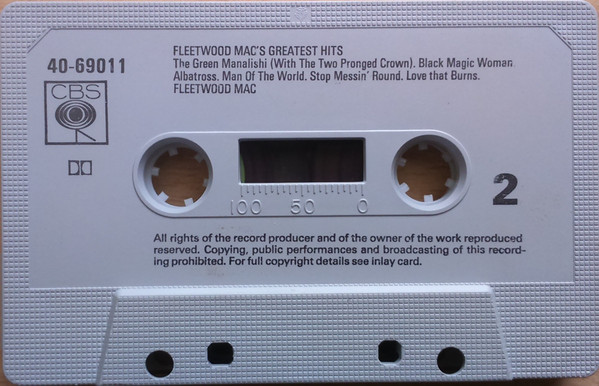 FLEETWOOD MAC'S GREATEST HITS
40-69011
The Green Manalishi (With The Two Pronged Crown). Black Magic Woman.
Albatross. Man Of The World. Stop Messin' Round. Love that Burns.
FLEETWOOD MAC
CBS
2
100 50 0
All rights of the record producer and of the owner of the work reproduced
reserved. Copying, public performances and broadcasting of this record-
ing prohibited. For full copyright details see inlay card.